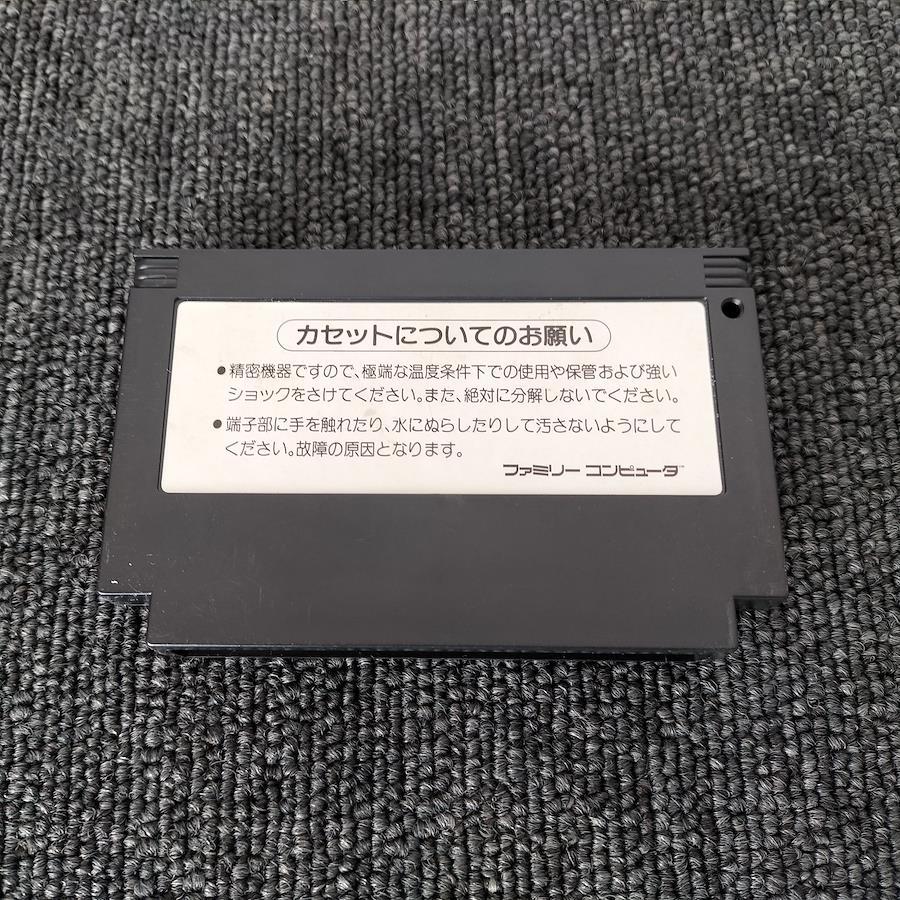 カセットについてのお願い
●精密機器ですので、極端な温度条件下での使用や保管および強い
ショックをさけてください。また、絶対に分解しないでください。
●端子部に手を触れたり、水にぬらしたりして汚さないようにして
ください。故障の原因となります。
ファミリー コンピュータ™